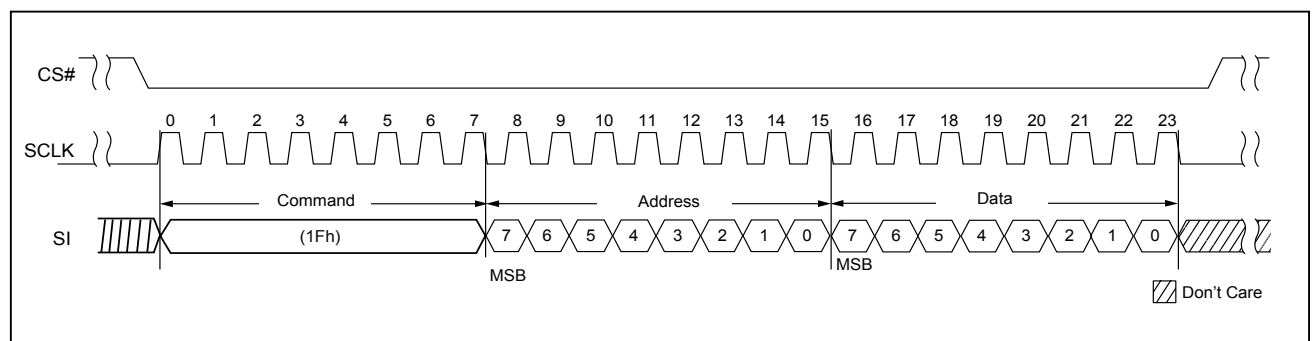 CS#
0 1 2 3 4 5 6 7 8 9 10 11 12 13 14 15 16 17 18 19 20 21 22 23
SCLK
Command Address Data
SI (1Fh) 7 6 5 4 3 2 1 0 7 6 5 4 3 2 1 0
MSB MSB
Don't Care